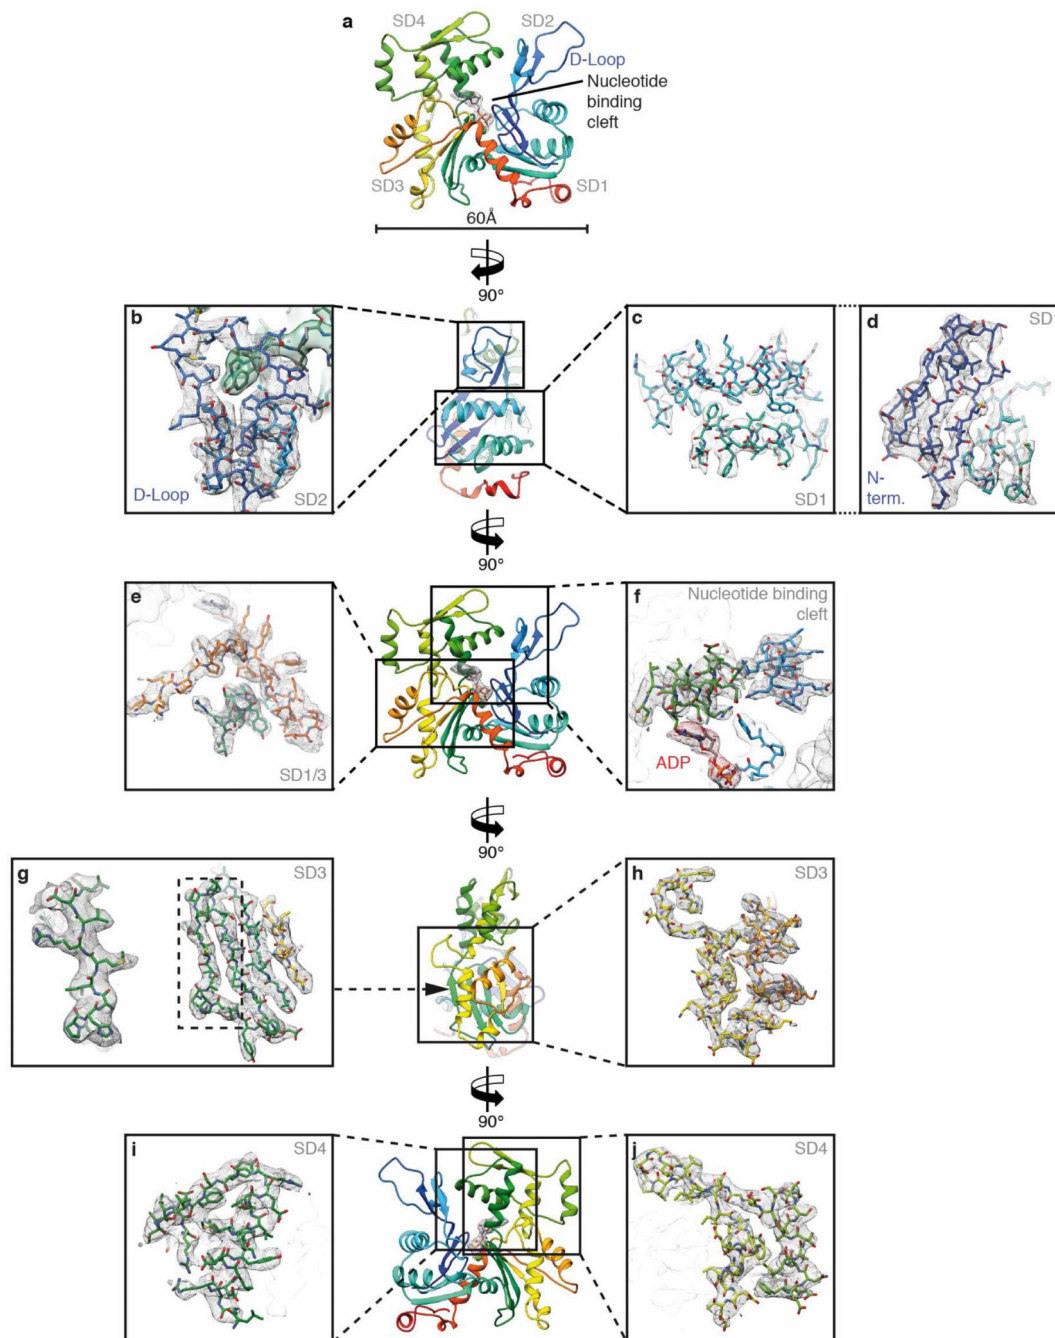 a
SD4
SD2
D-Loop
Nucleotide
binding
cleft
SD3
SD1
60Å
90°
b
D-Loop
SD2
c
SD1
d
SD1
N-
term.
90°
e
SD1/3
f
Nucleotide binding
cleft
ADP
90°
g
SD3
h
SD3
90°
i
SD4
j
SD4